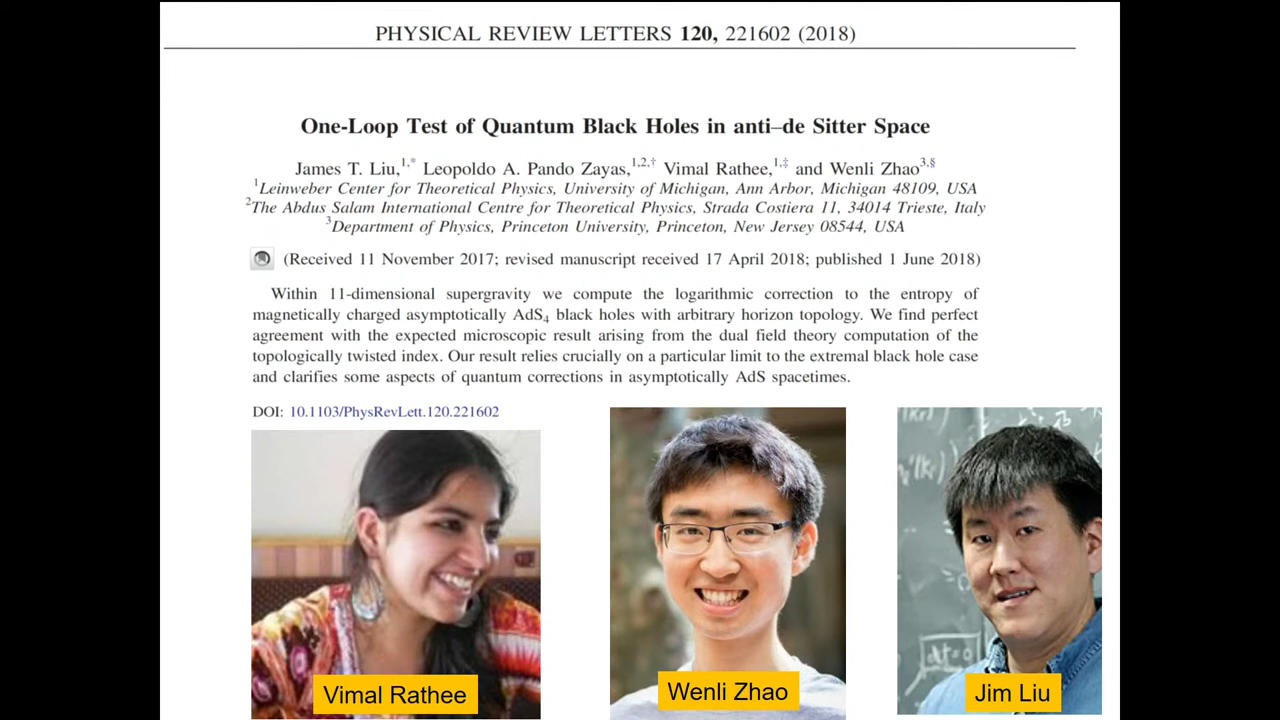 PHYSICAL REVIEW LETTERS 120, 221602 (2018)
One-Loop Test of Quantum Black Holes in anti–de Sitter Space
James T. Liu,1,* Leopoldo A. Pando Zayas,1,2,† Vimal Rathee,1,‡ and Wenli Zhao3,§
1Leinweber Center for Theoretical Physics, University of Michigan, Ann Arbor, Michigan 48109, USA
2The Abdus Salam International Centre for Theoretical Physics, Strada Costiera 11, 34014 Trieste, Italy
3Department of Physics, Princeton University, Princeton, New Jersey 08544, USA
(Received 11 November 2017; revised manuscript received 17 April 2018; published 1 June 2018)
Within 11-dimensional supergravity we compute the logarithmic correction to the entropy of
magnetically charged asymptotically AdS4 black holes with arbitrary horizon topology. We find perfect
agreement with the expected microscopic result arising from the dual field theory computation of the
topologically twisted index. Our result relies crucially on a particular limit to the extremal black hole case
and clarifies some aspects of quantum corrections in asymptotically AdS spacetimes.
DOI: 10.1103/PhysRevLett.120.221602
Vimal Rathee
Wenli Zhao
Jim Liu